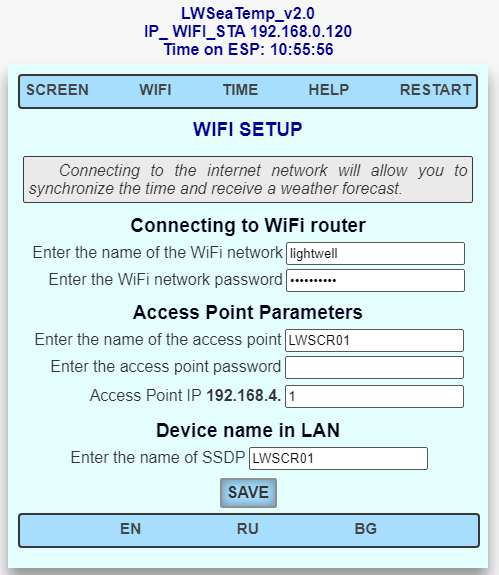 LWSeaTemp_v2.0
IP_ WIFI_STA 192.168.0.120
Time on ESP: 10:55:56
SCREEN WIFI TIME HELP RESTART
WIFI SETUP
Connecting to the internet network will allow you to
synchronize the time and receive a weather forecast.
Connecting to WiFi router
Enter the name of the WiFi network lightwell
Enter the WiFi network password ••••••••••
Access Point Parameters
Enter the name of the access point LWSCR01
Enter the access point password
Access Point IP 192.168.4. 1
Device name in LAN
Enter the name of SSDP LWSCR01
SAVE
EN RU BG